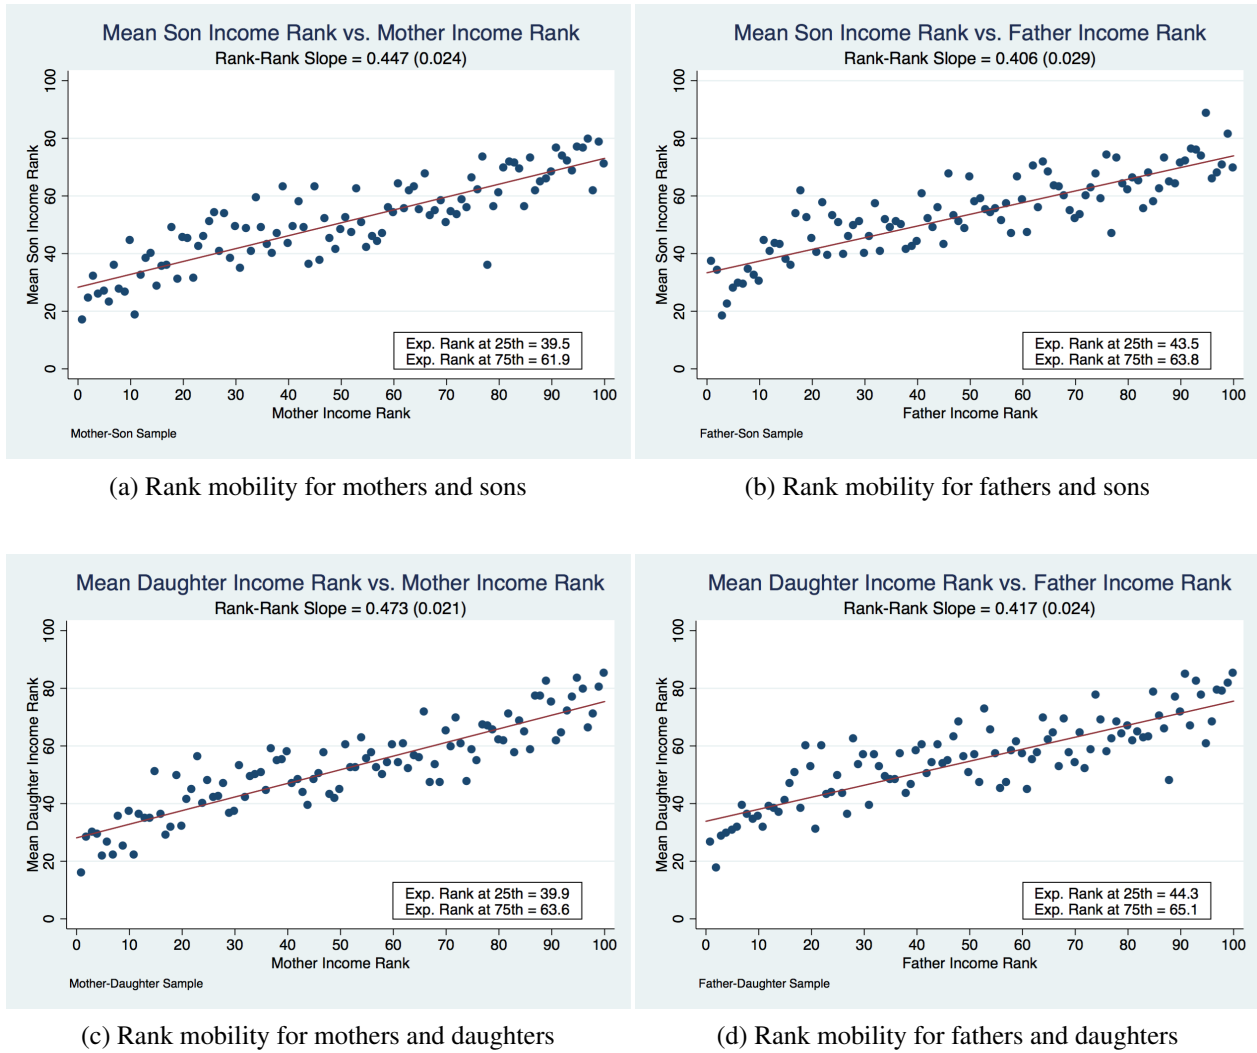 Mean Son Income Rank vs. Mother Income Rank
Rank-Rank Slope = 0.447 (0.024)
Mean Son Income Rank
100
80
60
40
20
0
Exp. Rank at 25th = 39.5
Exp. Rank at 75th = 61.9
0 10 20 30 40 50 60 70 80 90 100
Mother Income Rank
Mother-Son Sample
(a) Rank mobility for mothers and sons
Mean Son Income Rank vs. Father Income Rank
Rank-Rank Slope = 0.406 (0.029)
Mean Son Income Rank
100
80
60
40
20
0
Exp. Rank at 25th = 43.5
Exp. Rank at 75th = 63.8
0 10 20 30 40 50 60 70 80 90 100
Father Income Rank
Father-Son Sample
(b) Rank mobility for fathers and sons
Mean Daughter Income Rank vs. Mother Income Rank
Rank-Rank Slope = 0.473 (0.021)
Mean Daughter Income Rank
100
80
60
40
20
0
Exp. Rank at 25th = 39.9
Exp. Rank at 75th = 63.6
0 10 20 30 40 50 60 70 80 90 100
Mother Income Rank
Mother-Daughter Sample
(c) Rank mobility for mothers and daughters
Mean Daughter Income Rank vs. Father Income Rank
Rank-Rank Slope = 0.417 (0.024)
Mean Daughter Income Rank
100
80
60
40
20
0
Exp. Rank at 25th = 44.3
Exp. Rank at 75th = 65.1
0 10 20 30 40 50 60 70 80 90 100
Father Income Rank
Father-Daughter Sample
(d) Rank mobility for fathers and daughters